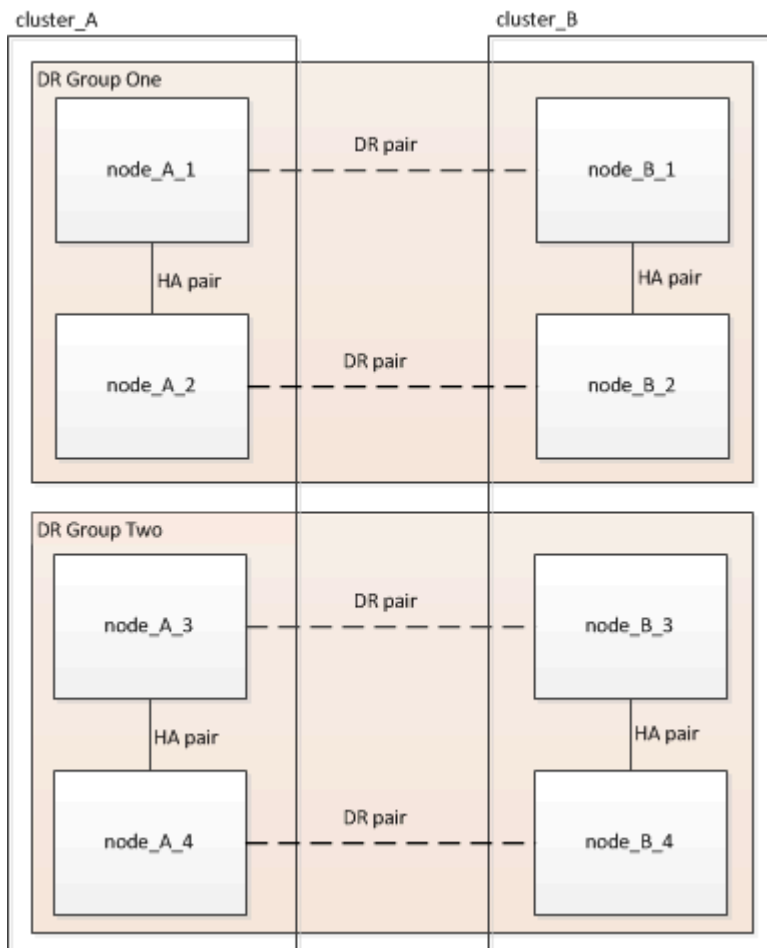 cluster_A
cluster_B
DR Group One
node_A_1
DR pair
node_B_1
HA pair
HA pair
node_A_2
DR pair
node_B_2
DR Group Two
node_A_3
DR pair
node_B_3
HA pair
HA pair
node_A_4
DR pair
node_B_4